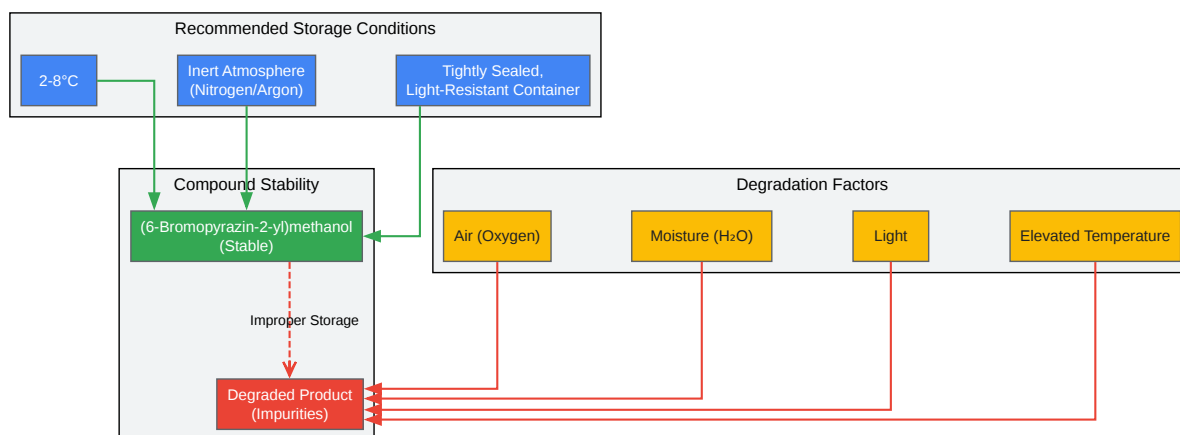 Recommended Storage Conditions
2-8°C
Inert Atmosphere
(Nitrogen/Argon)
Tightly Sealed,
Light-Resistant Container
Compound Stability
(6-Bromopyrazin-2-yl)methanol
(Stable)
Improper Storage
Degraded Product
(Impurities)
Degradation Factors
Air (Oxygen)
Moisture (H₂O)
Light
Elevated Temperature